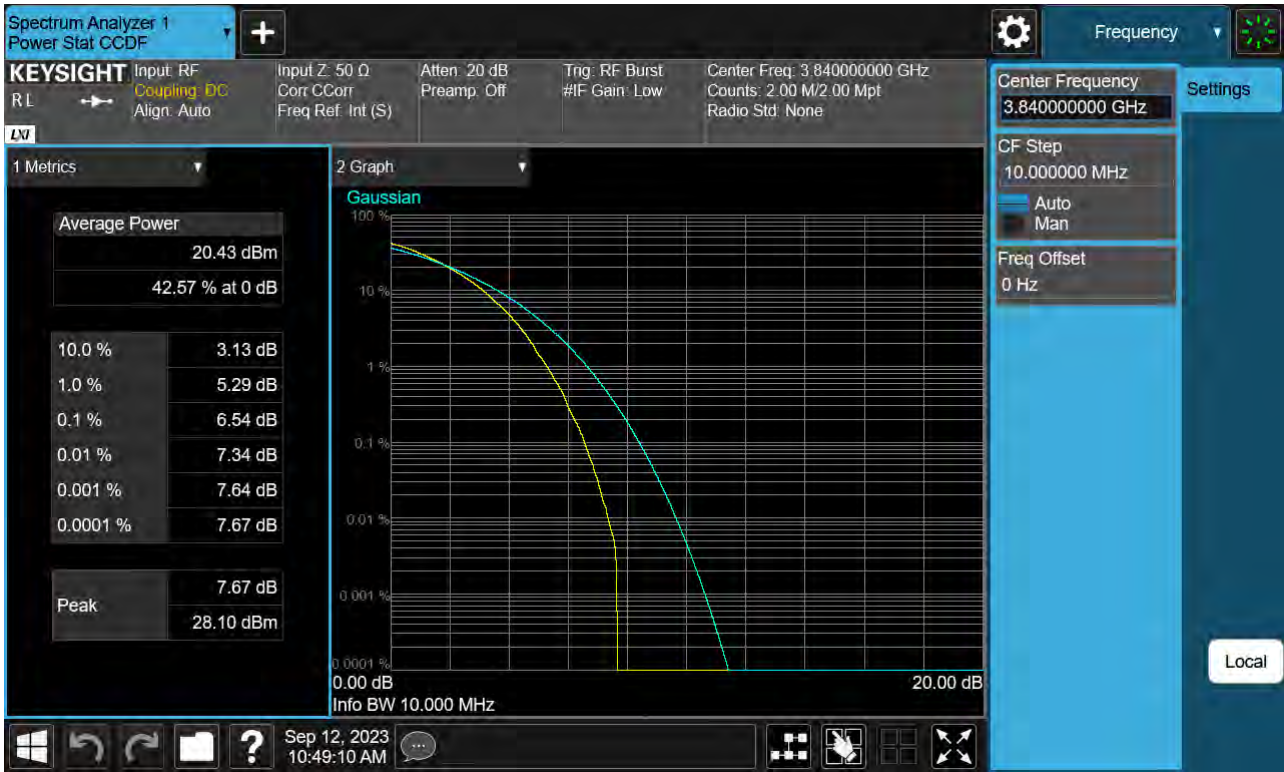 Spectrum Analyzer 1
Power Stat CCDF
Frequency
KEYSIGHT
RL
LXI
Input: RF
Coupling: DC
Align: Auto
Input Z: 50 Ω
Corr CCorr
Freq Ref: Int (S)
Atten: 20 dB
Preamp: Off
Trig: RF Burst
#IF Gain: Low
Center Freq: 3.840000000 GHz
Counts: 2.00 M/2.00 Mpt
Radio Std: None
Center Frequency
3.840000000 GHz
Settings
CF Step
10.000000 MHz
Auto
Man
Freq Offset
0 Hz
1 Metrics
Average Power
20.43 dBm
42.57 % at 0 dB
10.0 % 3.13 dB
1.0 % 5.29 dB
0.1 % 6.54 dB
0.01 % 7.34 dB
0.001 % 7.64 dB
0.0001 % 7.67 dB
Peak
7.67 dB
28.10 dBm
2 Graph
Gaussian
100 %
10 %
1 %
0.1 %
0.01 %
0.001 %
0.0001 %
0.00 dB
20.00 dB
Info BW 10.000 MHz
Local
?
Sep 12, 2023
10:49:10 AM